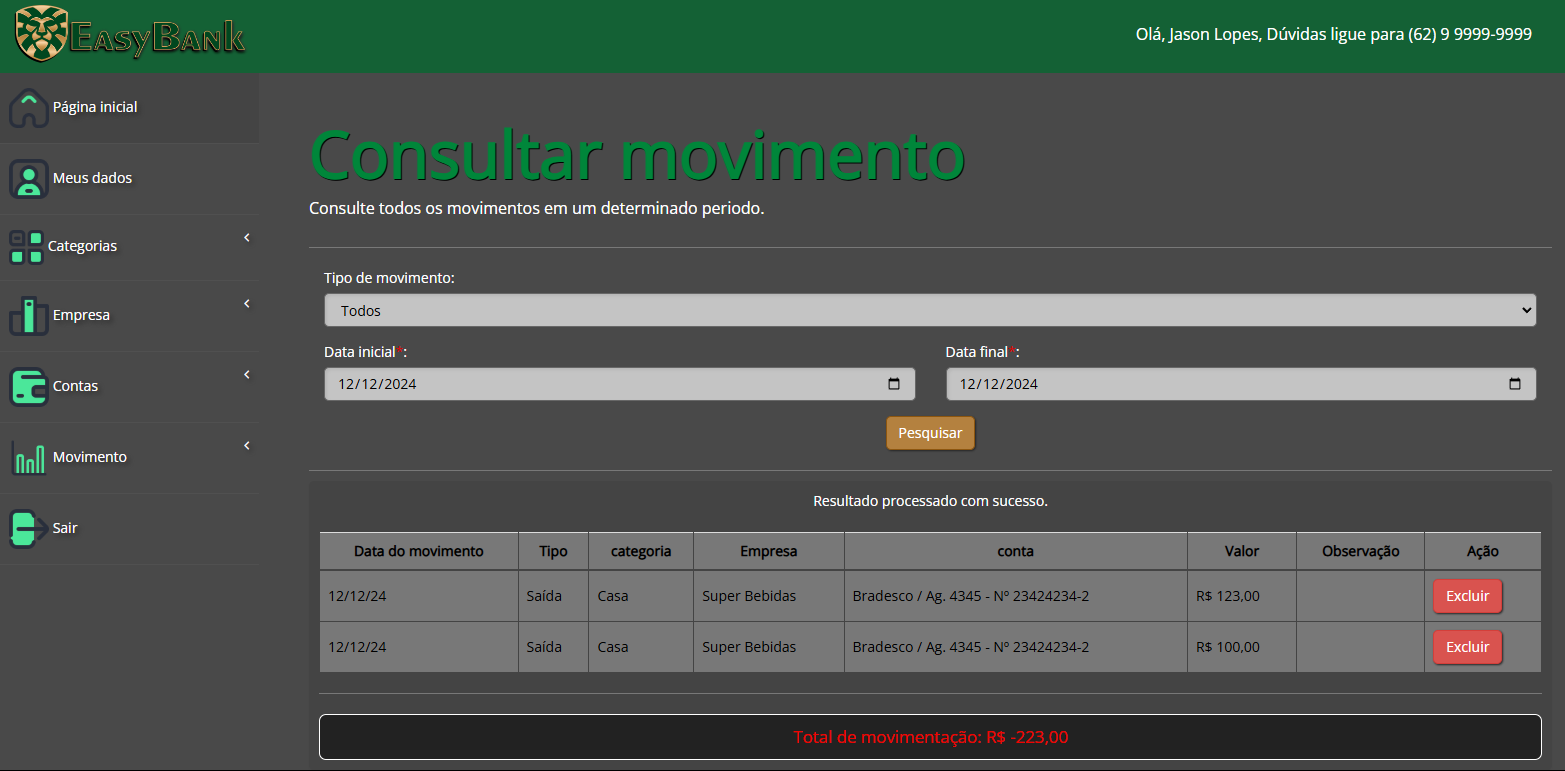 EasyBank
Olá, Jason Lopes, Dúvidas ligue para (62) 9 9999-9999
Página inicial
Meus dados
Categorias
Empresa
Contas
Movimento
Sair
Consultar movimento
Consulte todos os movimentos em um determinado periodo.
Tipo de movimento:
Todos
Data inicial*: Data final*:
12/12/2024 12/12/2024
Pesquisar
Resultado processado com sucesso.
Data do movimento Tipo categoria Empresa conta Valor Observação Ação
12/12/24 Saída Casa Super Bebidas Bradesco / Ag. 4345 - Nº 23424234-2 R$ 123,00 Excluir
12/12/24 Saída Casa Super Bebidas Bradesco / Ag. 4345 - Nº 23424234-2 R$ 100,00 Excluir
Total de movimentação: R$ -223,00